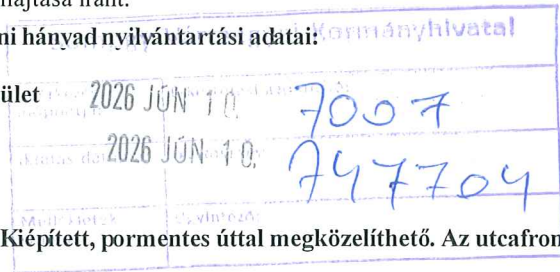 hajtása iránt.
ni hányad nyilvántartási adatai:
Kormányhivatal
ület 2026 JÚN 10. 7007
2026 JÚN 10. 747704
Kiépített, pormentes úttal megközelíthető. Az utcafron